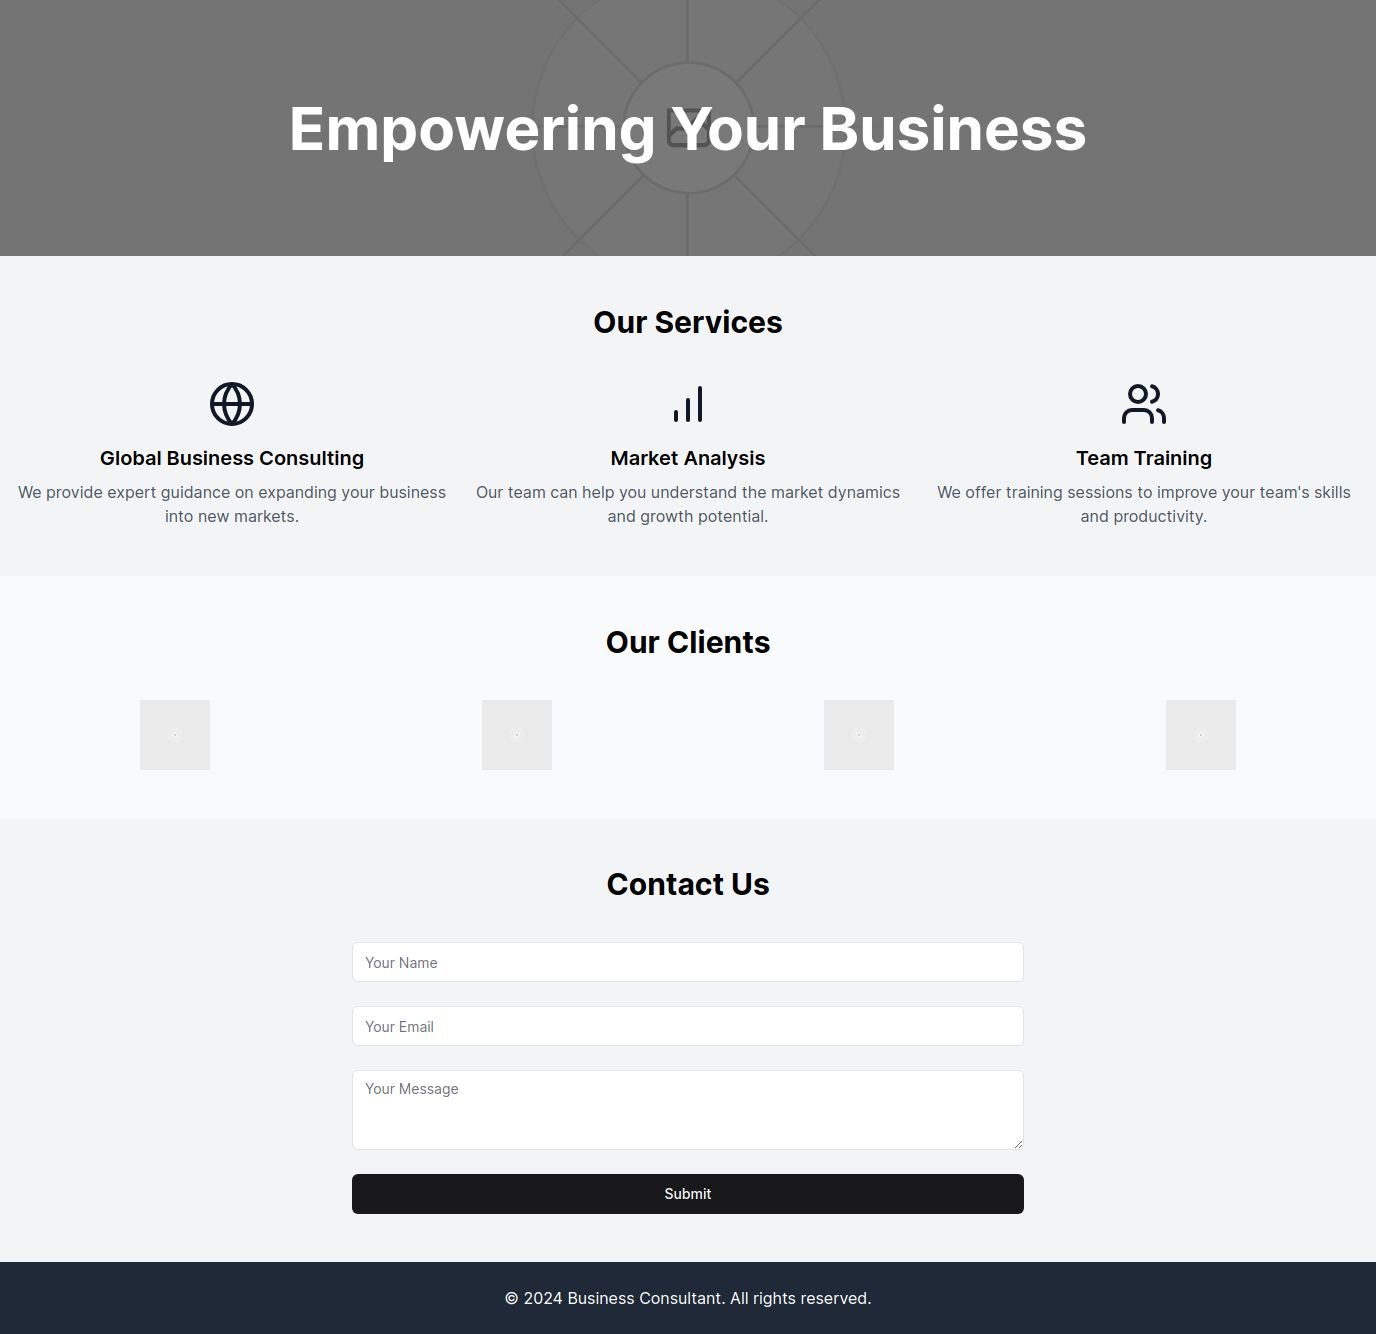 Empowering Your Business
Our Services
Global Business Consulting
We provide expert guidance on expanding your business
into new markets.
Market Analysis
Our team can help you understand the market dynamics
and growth potential.
Team Training
We offer training sessions to improve your team's skills
and productivity.
Our Clients
Contact Us
Your Name
Your Email
Your Message
Submit
© 2024 Business Consultant. All rights reserved.